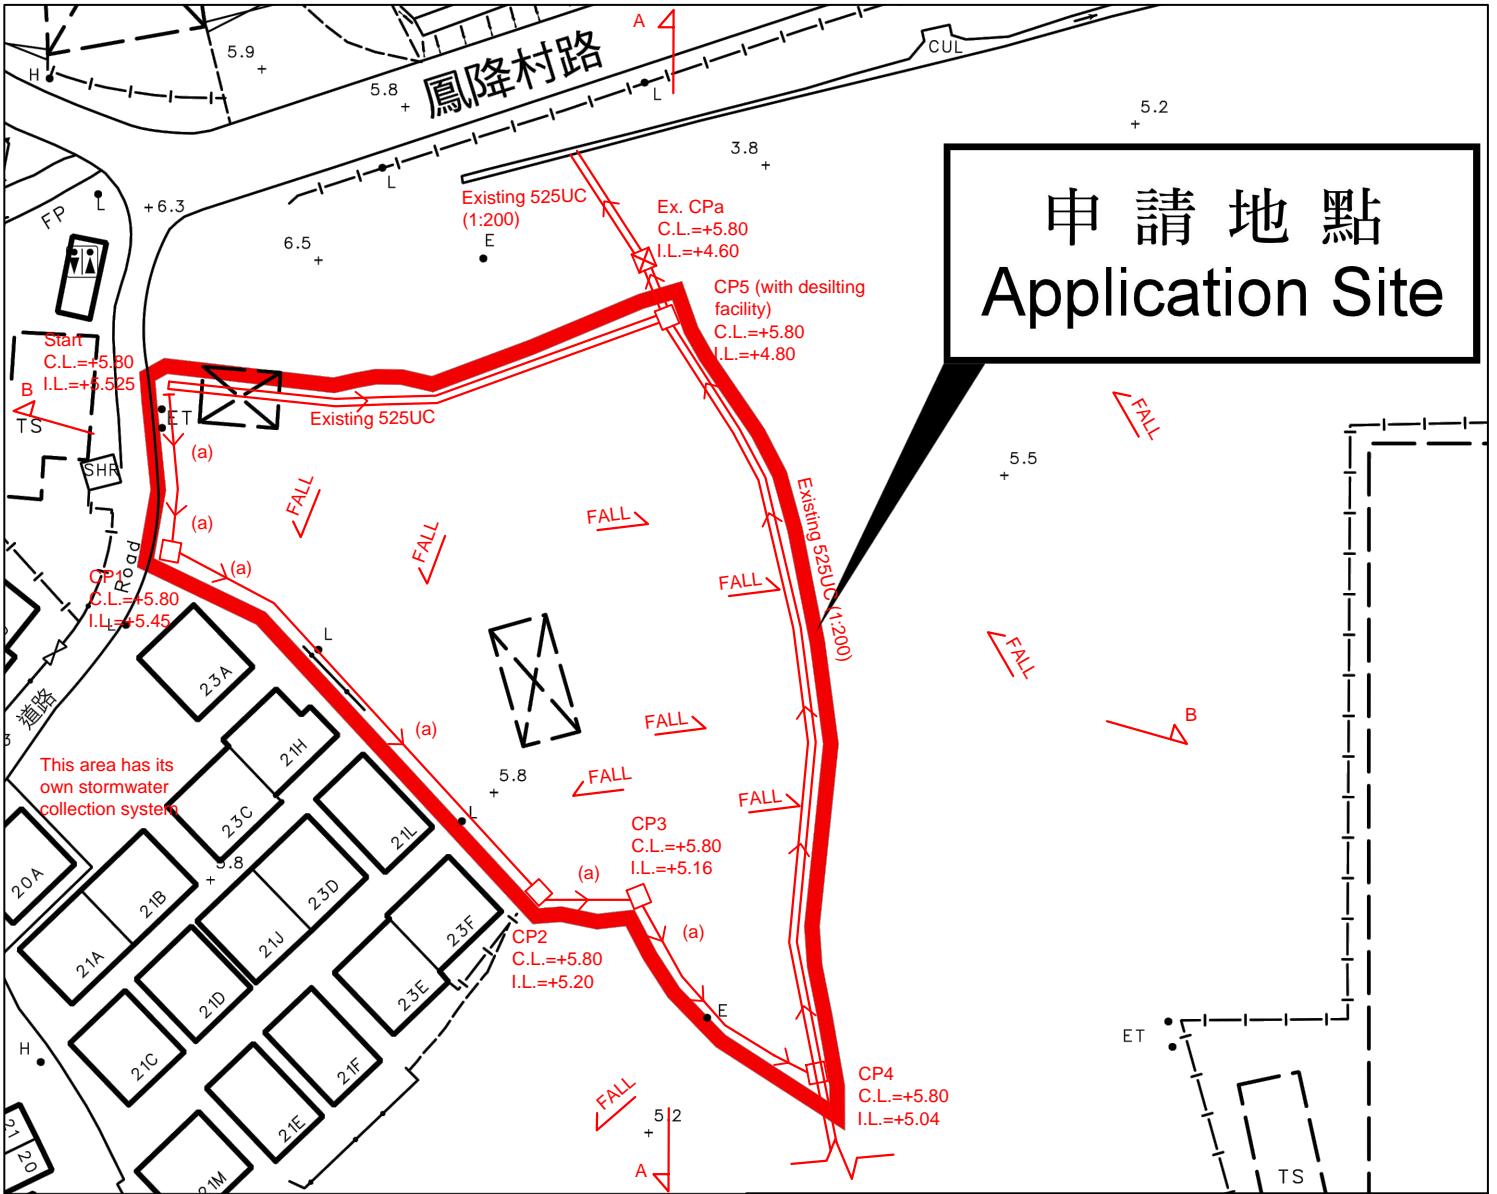 A
5.9
H
CUL
鳳降村路
5.8
L
5.2
3.8
L
Existing 525UC
(1:200)
E
Ex. CPa
C.L.=+5.80
I.L.=+4.60
申請地點
Application Site
FP
L
+6.3
6.5
CP5 (with desilting
facility)
C.L.=+5.80
I.L.=+4.80
Start
C.L.=+5.80
I.L.=+5.525
B
TS
ET
Existing 525UC
SHR
(a)
(a)
(a)
FALL
FALL
FALL
FALL
FALL
5.5
Existing 525UC (1:200)
Road
CP1
C.L.=+5.80
I.L.=+5.45
L
L
23A
道路
3
FALL
FALL
B
(a)
21H
This area has its
own stormwater
collection system
23C
5.8
FALL
FALL
5.8
L
21L
CP3
C.L.=+5.80
I.L.=+5.16
(a)
20A
21B
23D
21A
21J
23F
CP2
C.L.=+5.80
I.L.=+5.20
(a)
21D
23E
E
ET
H
21C
21F
CP4
C.L.=+5.80
I.L.=+5.04
FALL
5.2
21E
21
20
21M
A
TS